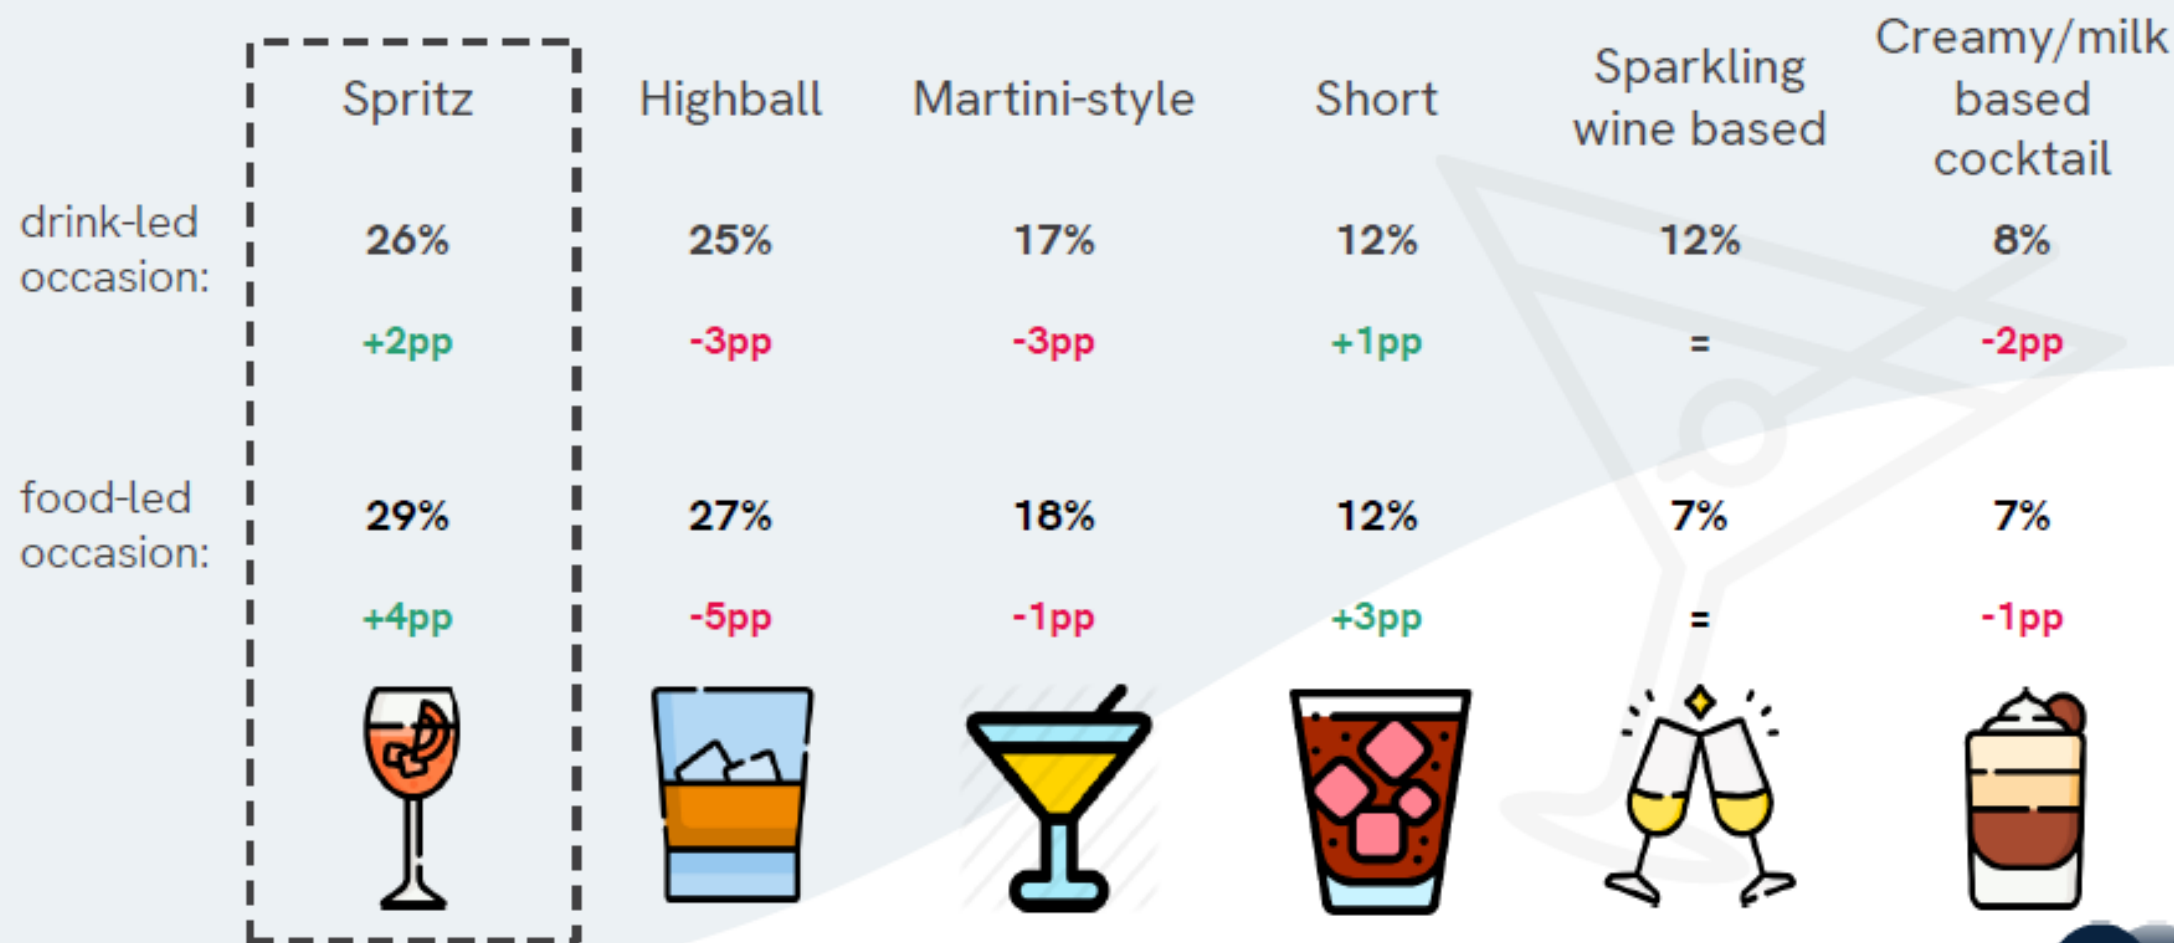 Spritz
Highball
Martini-style
Short
Sparkling
wine based
Creamy/milk
based
cocktail
drink-led
occasion:
26%
25%
17%
12%
12%
8%
+2pp
-3pp
-3pp
+1pp
=
-2pp
food-led
occasion:
29%
27%
18%
12%
7%
7%
+4pp
-5pp
-1pp
+3pp
=
-1pp